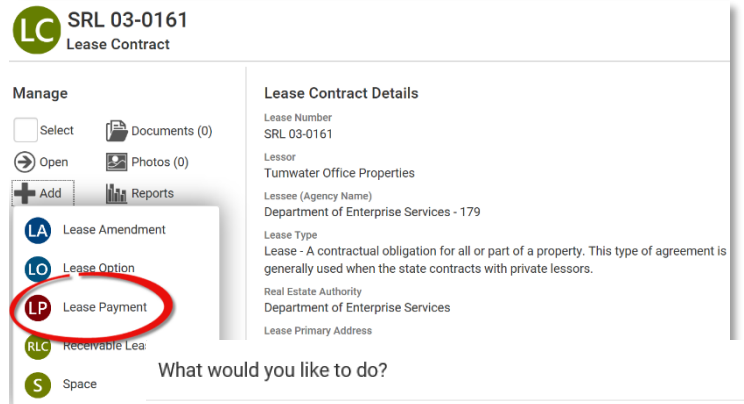 LC
SRL 03-0161
Lease Contract
Manage
Select
Documents (0)
Open
Photos (0)
Add
Reports
LA Lease Amendment
LO Lease Option
LP Lease Payment
RLC Receivable Lea
S Space
Lease Contract Details
Lease Number
SRL 03-0161
Lessor
Tumwater Office Properties
Lessee (Agency Name)
Department of Enterprise Services - 179
Lease Type
Lease - A contractual obligation for all or part of a property. This type of agreement is
generally used when the state contracts with private lessors.
Real Estate Authority
Department of Enterprise Services
Lease Primary Address
What would you like to do?